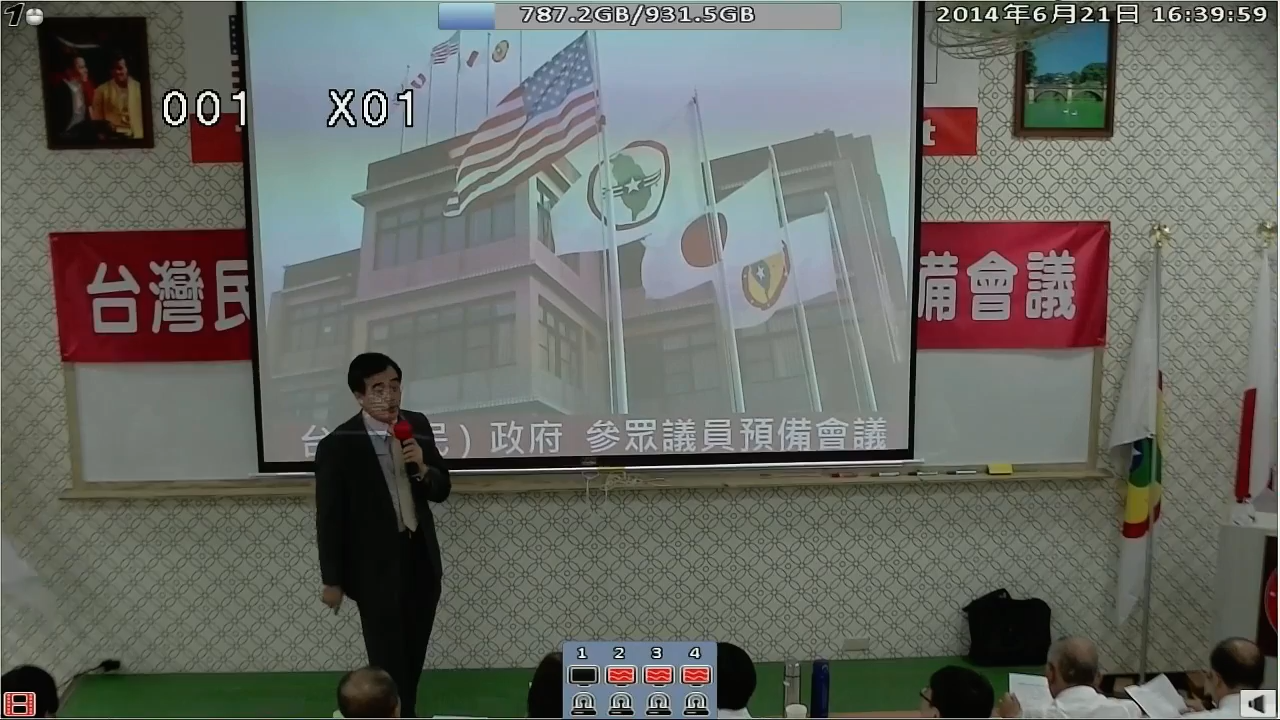 1
787.2GB/931.5GB
2014年6月21日 16:39:59
001 X01
t
台灣民
備會議
台
民）政府 參眾議員預備會議
1 2 3 4